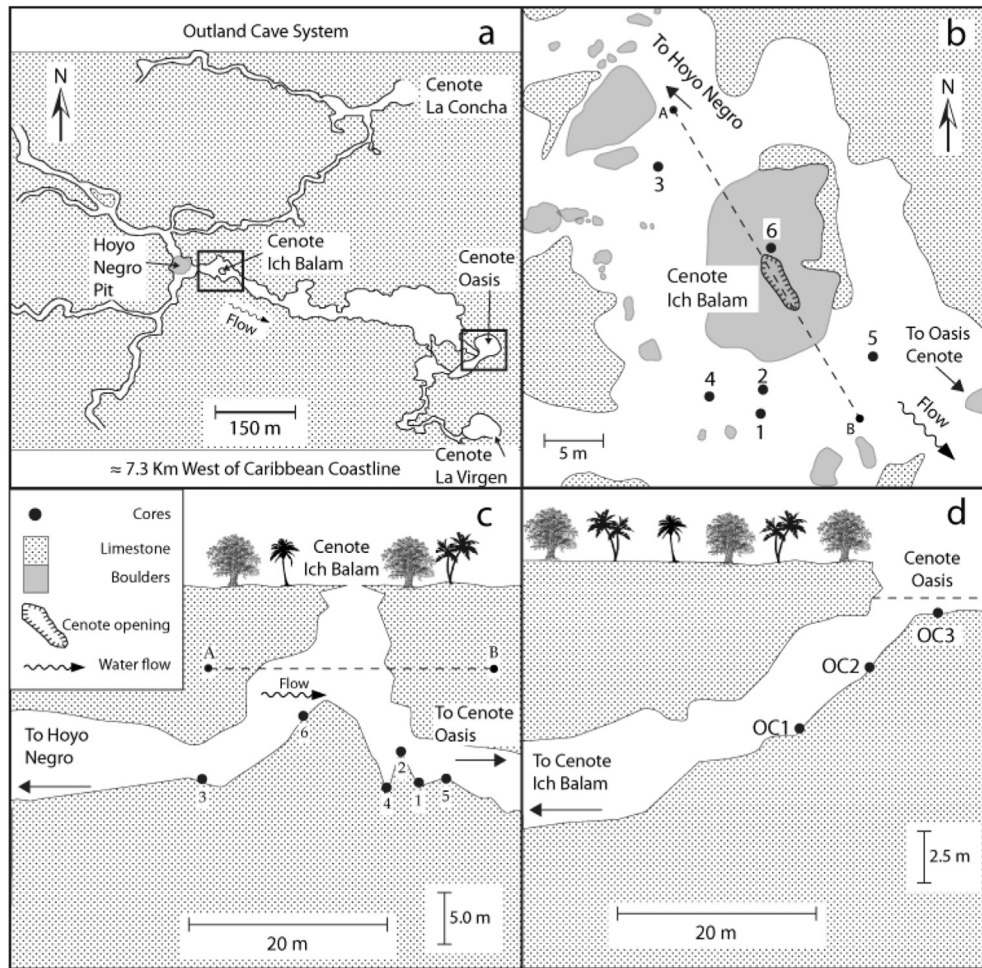 Outland Cave System
a
N
Cenote
La Concha
Hoyo
Negro
Pit
Cenote
Ich Balam
Cenote
Oasis
Flow
150 m
Cenote
La Virgen
≈ 7.3 Km West of Caribbean Coastline
b
To Hoyo Negro
N
A
3
6
Cenote
Ich Balam
5
To Oasis
Cenote
4
2
1
B
Flow
5 m
Cores
Limestone
Boulders
Cenote opening
Water flow
c
Cenote
Ich Balam
A
B
Flow
To Hoyo
Negro
To Cenote
Oasis
6
2
3
4
1
5
5.0 m
20 m
d
Cenote
Oasis
OC3
OC2
OC1
To Cenote
Ich Balam
2.5 m
20 m